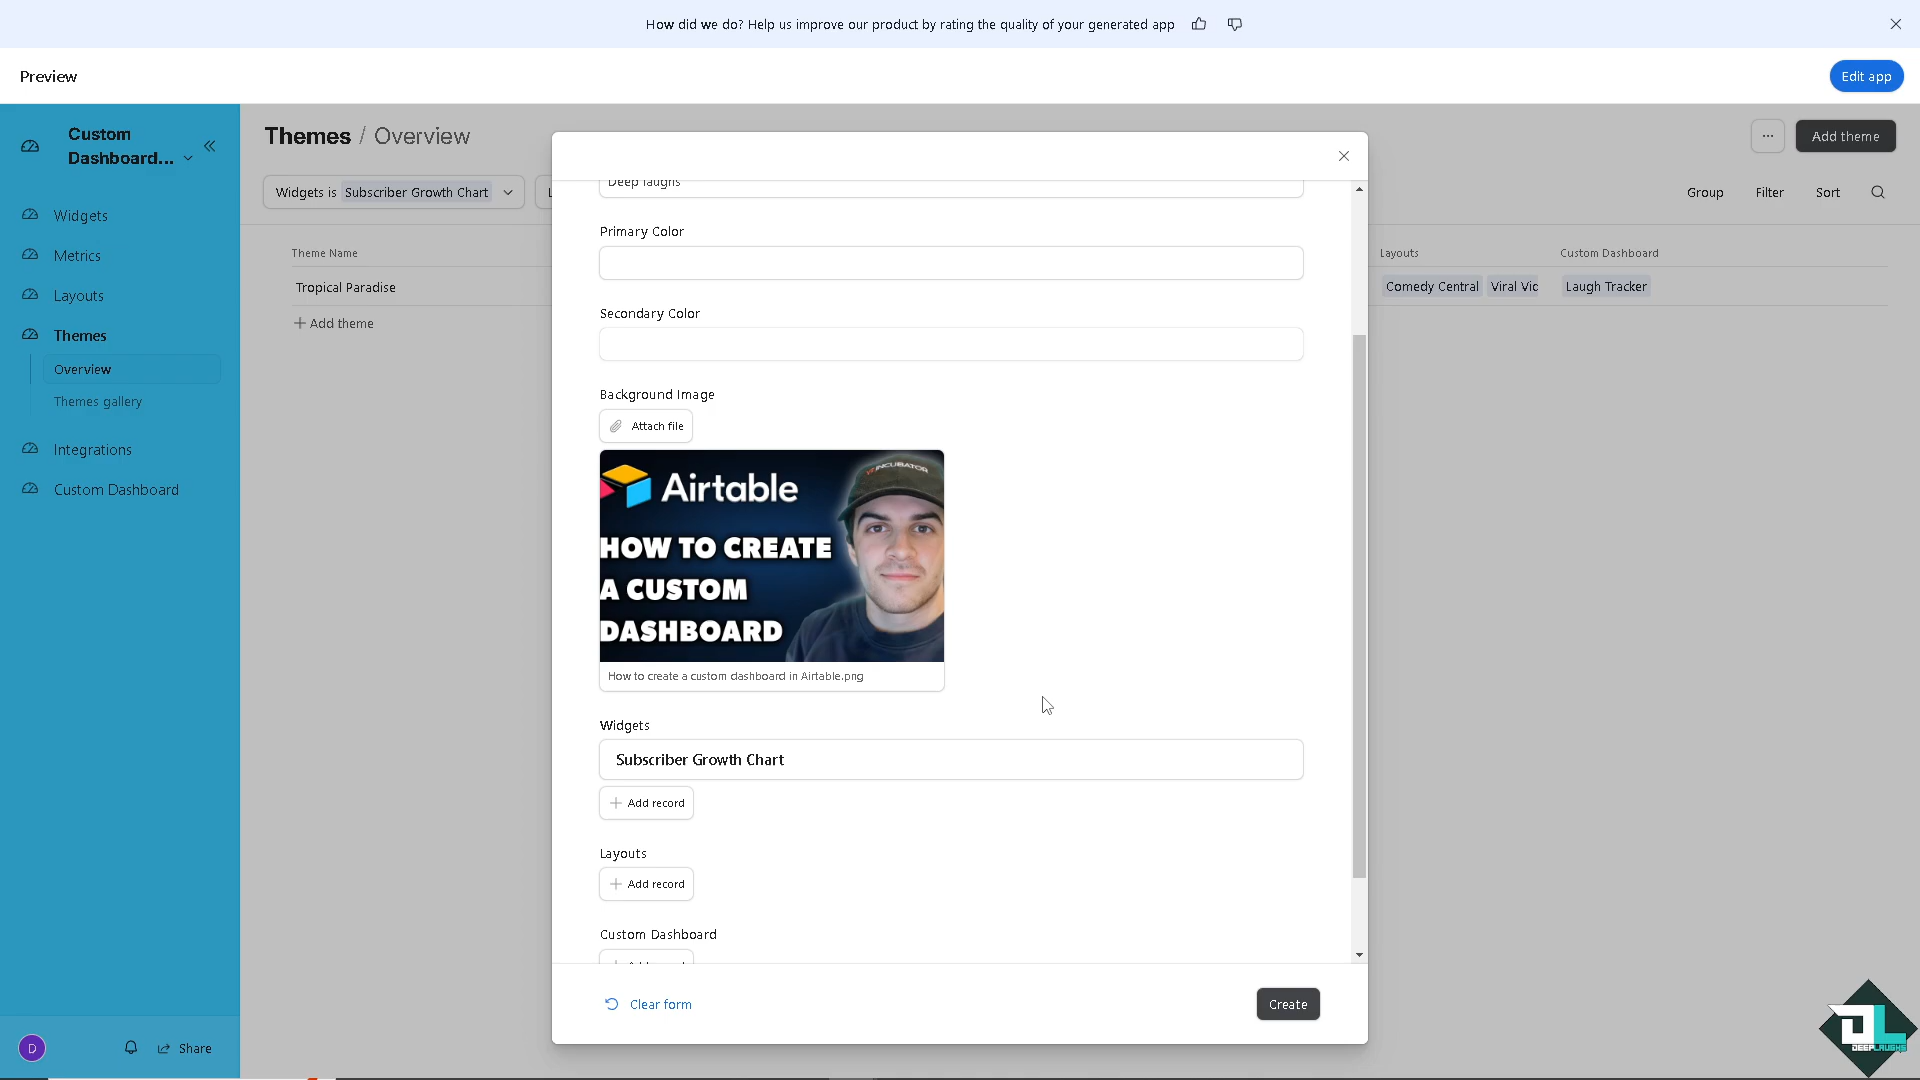 How did we do? Help us improve our product by rating the quality of your generated app
Preview
Edit app
Custom
Dashboard...
Themes / Overview
...
Add theme
Widgets is Subscriber Growth Chart
L
Group
Filter
Sort
Widgets
Metrics
Layouts
Themes
Overview
Themes gallery
Integrations
Custom Dashboard
Theme Name
Layouts
Custom Dashboard
Tropical Paradise
Comedy Central
Viral Vic
Laugh Tracker
+ Add theme
Deep laughs
Primary Color
Secondary Color
Background Image
Attach file
INCUBATOR
Airtable
HOW TO CREATE
A CUSTOM
DASHBOARD
How to create a custom dashboard in Airtable.png
Widgets
Subscriber Growth Chart
+ Add record
Layouts
+ Add record
Custom Dashboard
Clear form
Create
D
Share
DL
DEEPLAUGHS